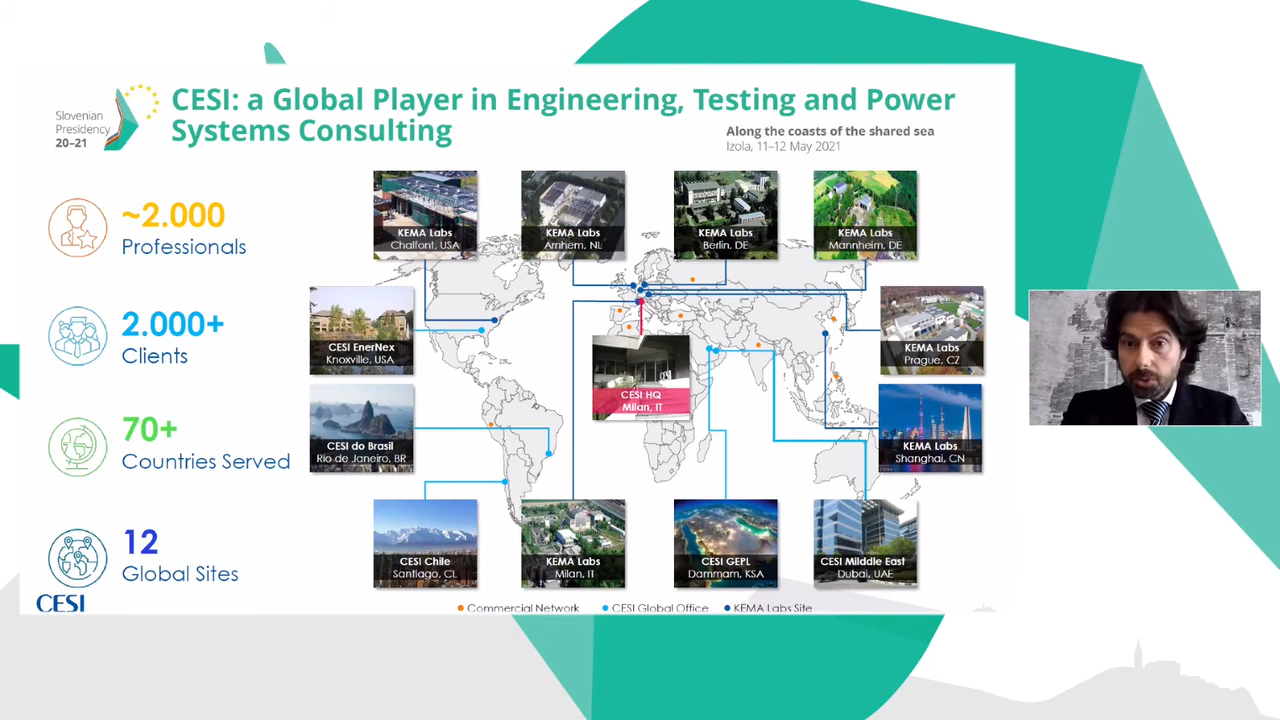 CESI: a Global Player in Engineering, Testing and Power
Systems Consulting
Slovenian
Presidency
20–21
Along the coasts of the shared sea
Izola, 11–12 May 2021
~2.000
Professionals
2.000+
Clients
70+
Countries Served
12
Global Sites
CESI
KEMA Labs
Chalfont, USA
KEMA Labs
Arnhem, NL
KEMA Labs
Berlin, DE
KEMA Labs
Mannheim, DE
CESI EnerNex
Knoxville, USA
CESI HQ
Milan, IT
KEMA Labs
Prague, CZ
CESI do Brasil
Rio de Janeiro, BR
KEMA Labs
Shanghai, CN
CESI Chile
Santiago, CL
KEMA Labs
Milan, IT
CESI GEPL
Dammam, KSA
CESI Middle East
Dubai, UAE
Commercial Network
CESI Global Office
KEMA Labs Site